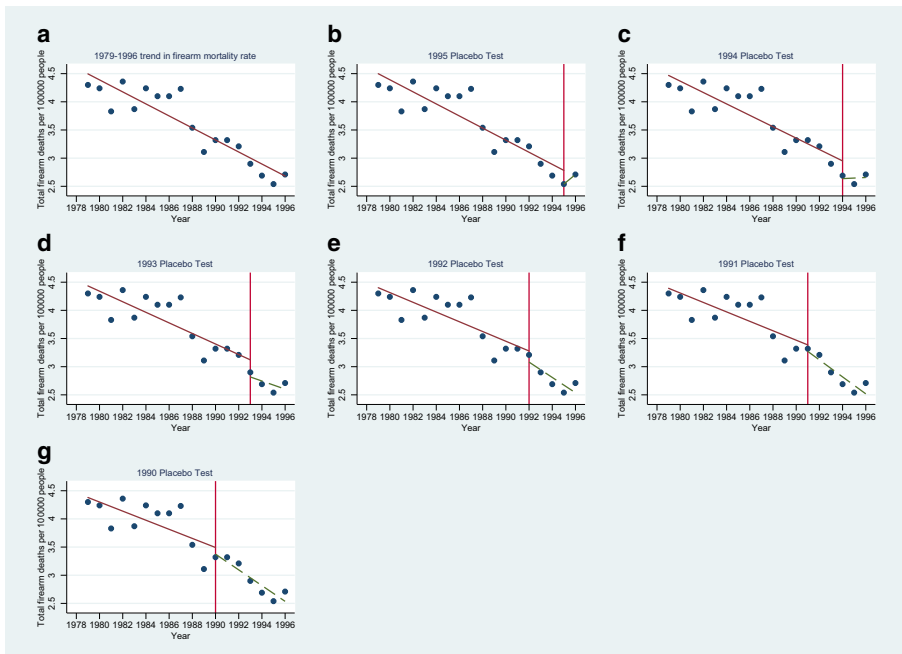 a
1979-1996 trend in firearm mortality rate
Total firearm deaths per 100000 people
4.5
4
3.5
3
2.5
1978 1980 1982 1984 1986 1988 1990 1992 1994 1996
Year
b
1995 Placebo Test
Total firearm deaths per 100000 people
4.5
4
3.5
3
2.5
1978 1980 1982 1984 1986 1988 1990 1992 1994 1996
Year
c
1994 Placebo Test
Total firearm deaths per 100000 people
4.5
4
3.5
3
2.5
1978 1980 1982 1984 1986 1988 1990 1992 1994 1996
Year
d
1993 Placebo Test
Total firearm deaths per 100000 people
4.5
4
3.5
3
2.5
1978 1980 1982 1984 1986 1988 1990 1992 1994 1996
Year
e
1992 Placebo Test
Total firearm deaths per 100000 people
4.5
4
3.5
3
2.5
1978 1980 1982 1984 1986 1988 1990 1992 1994 1996
Year
f
1991 Placebo Test
Total firearm deaths per 100000 people
4.5
4
3.5
3
2.5
1978 1980 1982 1984 1986 1988 1990 1992 1994 1996
Year
g
1990 Placebo Test
Total firearm deaths per 100000 people
4.5
4
3.5
3
2.5
1978 1980 1982 1984 1986 1988 1990 1992 1994 1996
Year